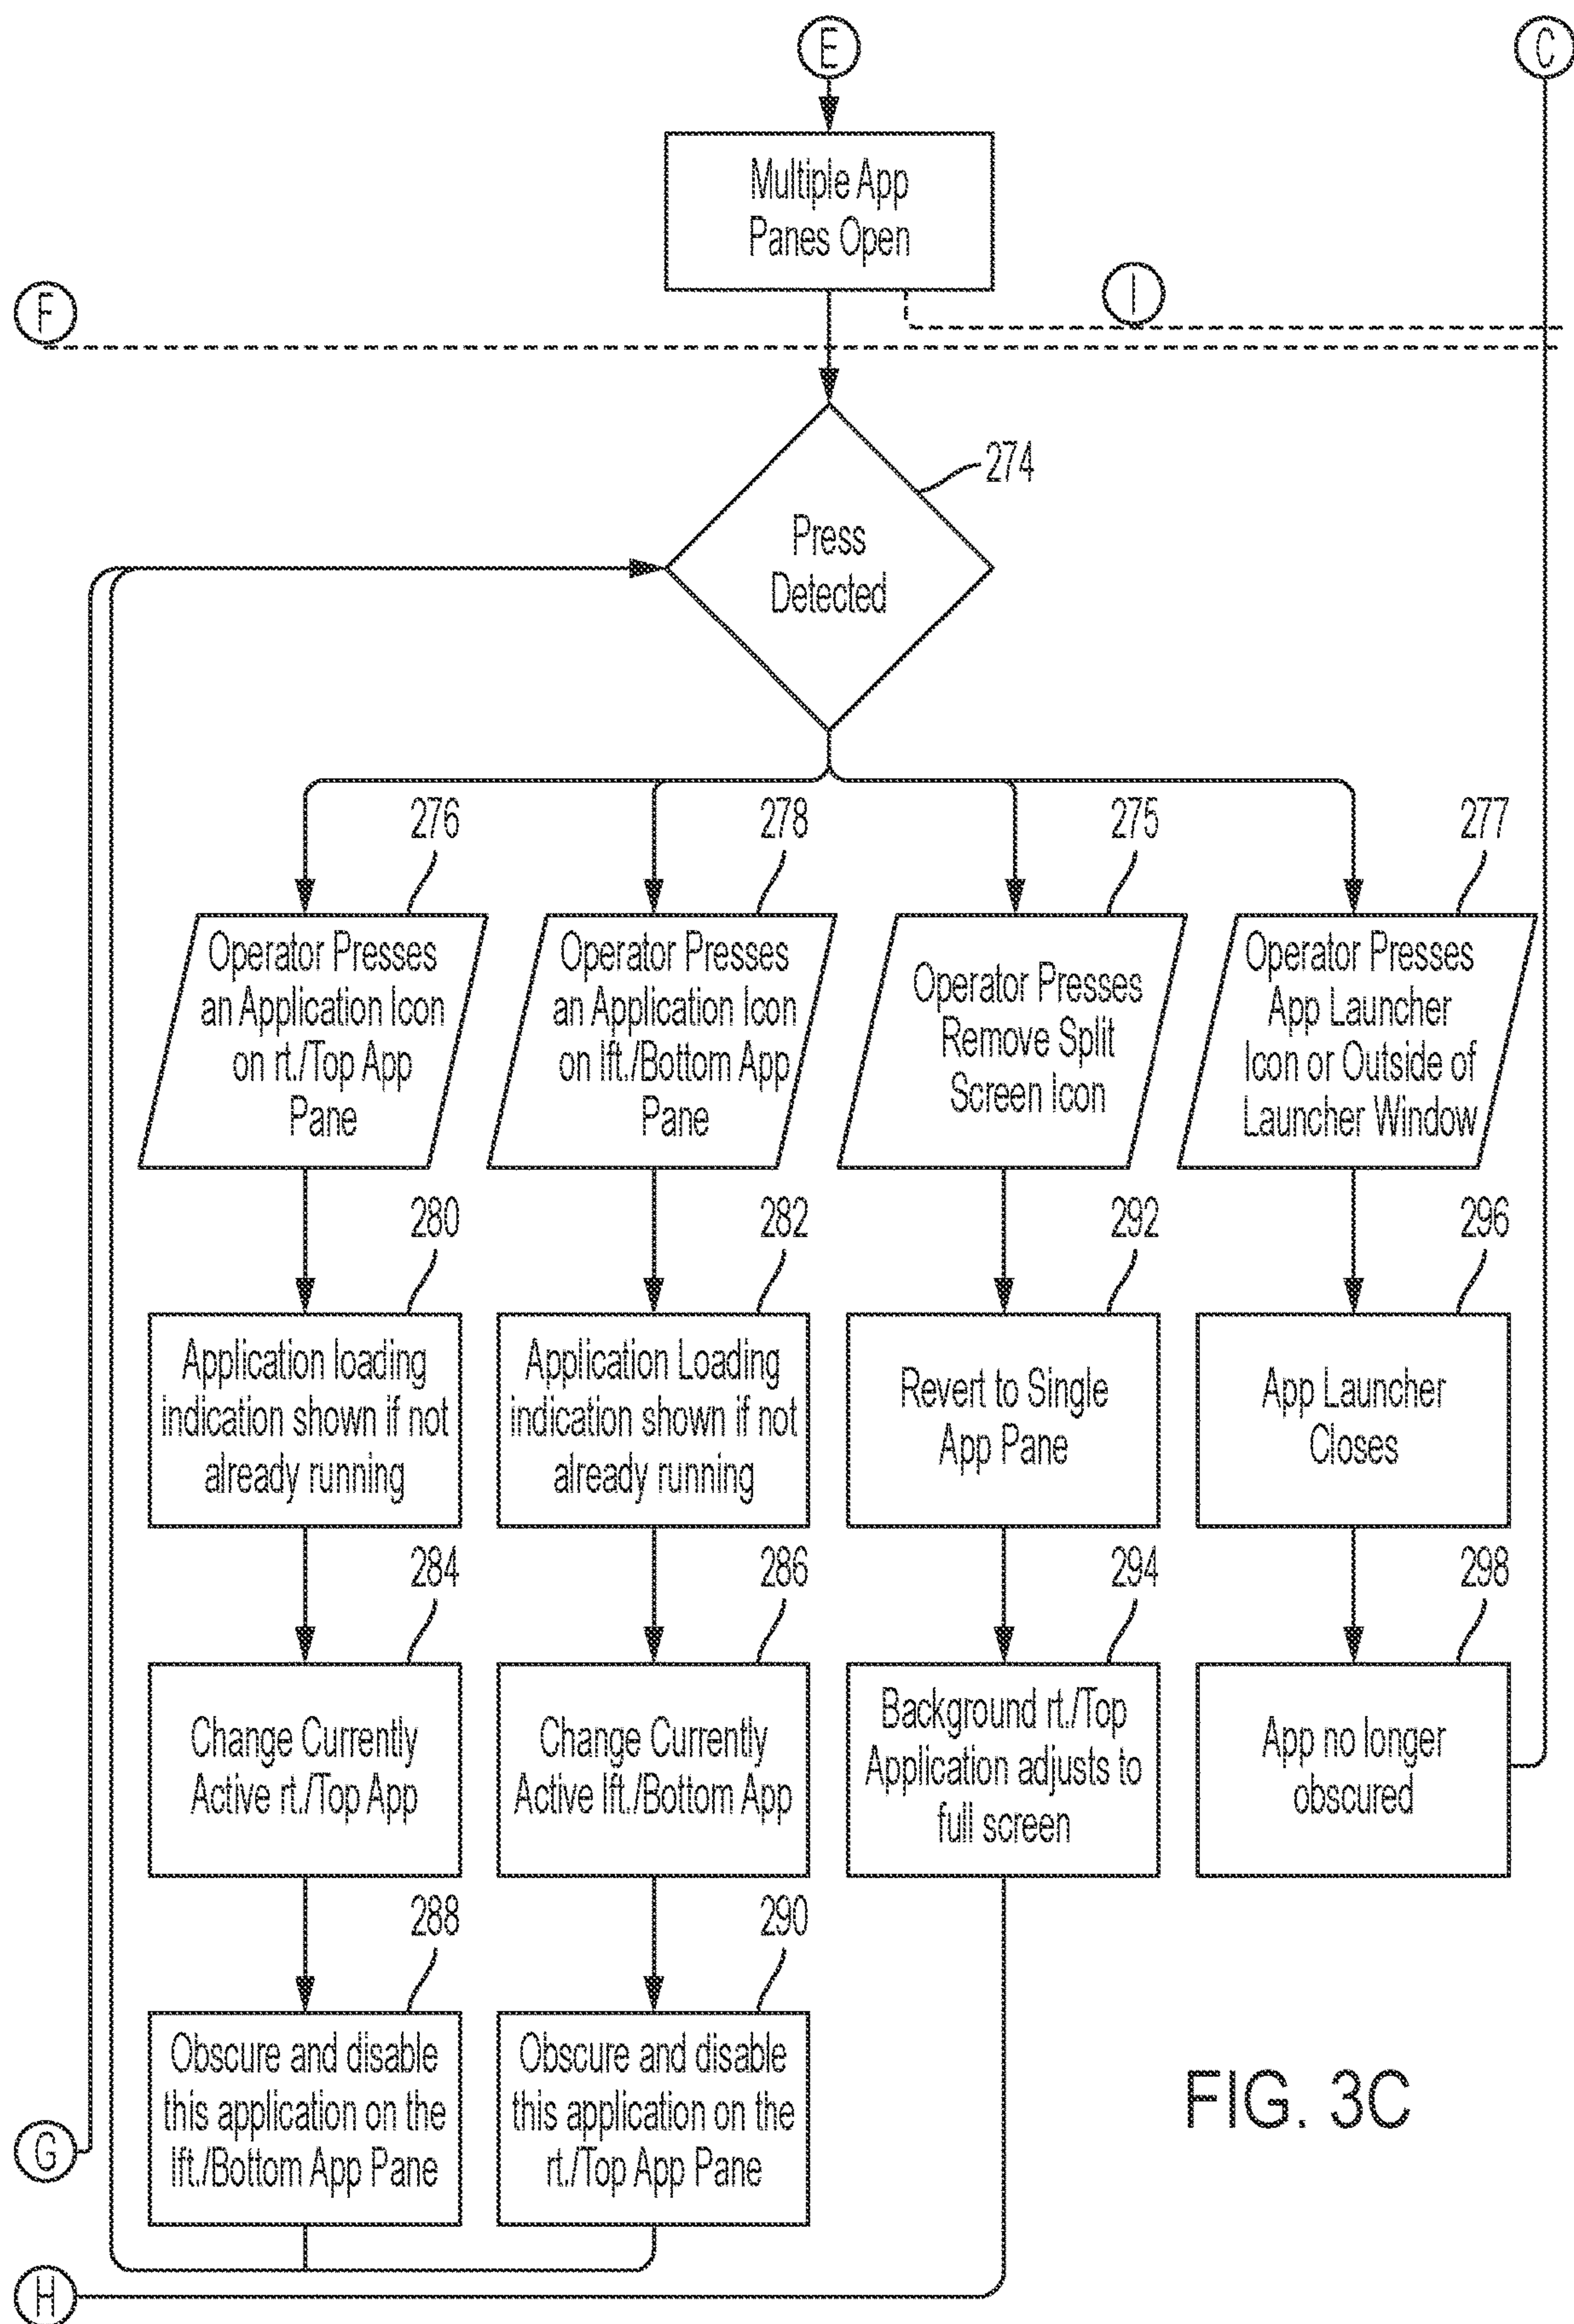 E
C
Multiple App
Panes Open
F
I
274
Press
Detected
276
278
275
277
Operator Presses
an Application Icon
on rt./Top App
Pane
Operator Presses
an Application Icon
on lft./Bottom App
Pane
Operator Presses
Remove Split
Screen Icon
Operator Presses
App Launcher
Icon or Outside of
Launcher Window
280
282
292
296
Application loading
indication shown if not
already running
Application Loading
indication shown if not
already running
Revert to Single
App Pane
App Launcher
Closes
284
286
294
298
Change Currently
Active rt./Top App
Change Currently
Active lft./Bottom App
Background rt./Top
Application adjusts to
full screen
App no longer
obscured
288
290
Obscure and disable
this application on the
lft./Bottom App Pane
Obscure and disable
this application on the
rt./Top App Pane
FIG. 3C
G
H